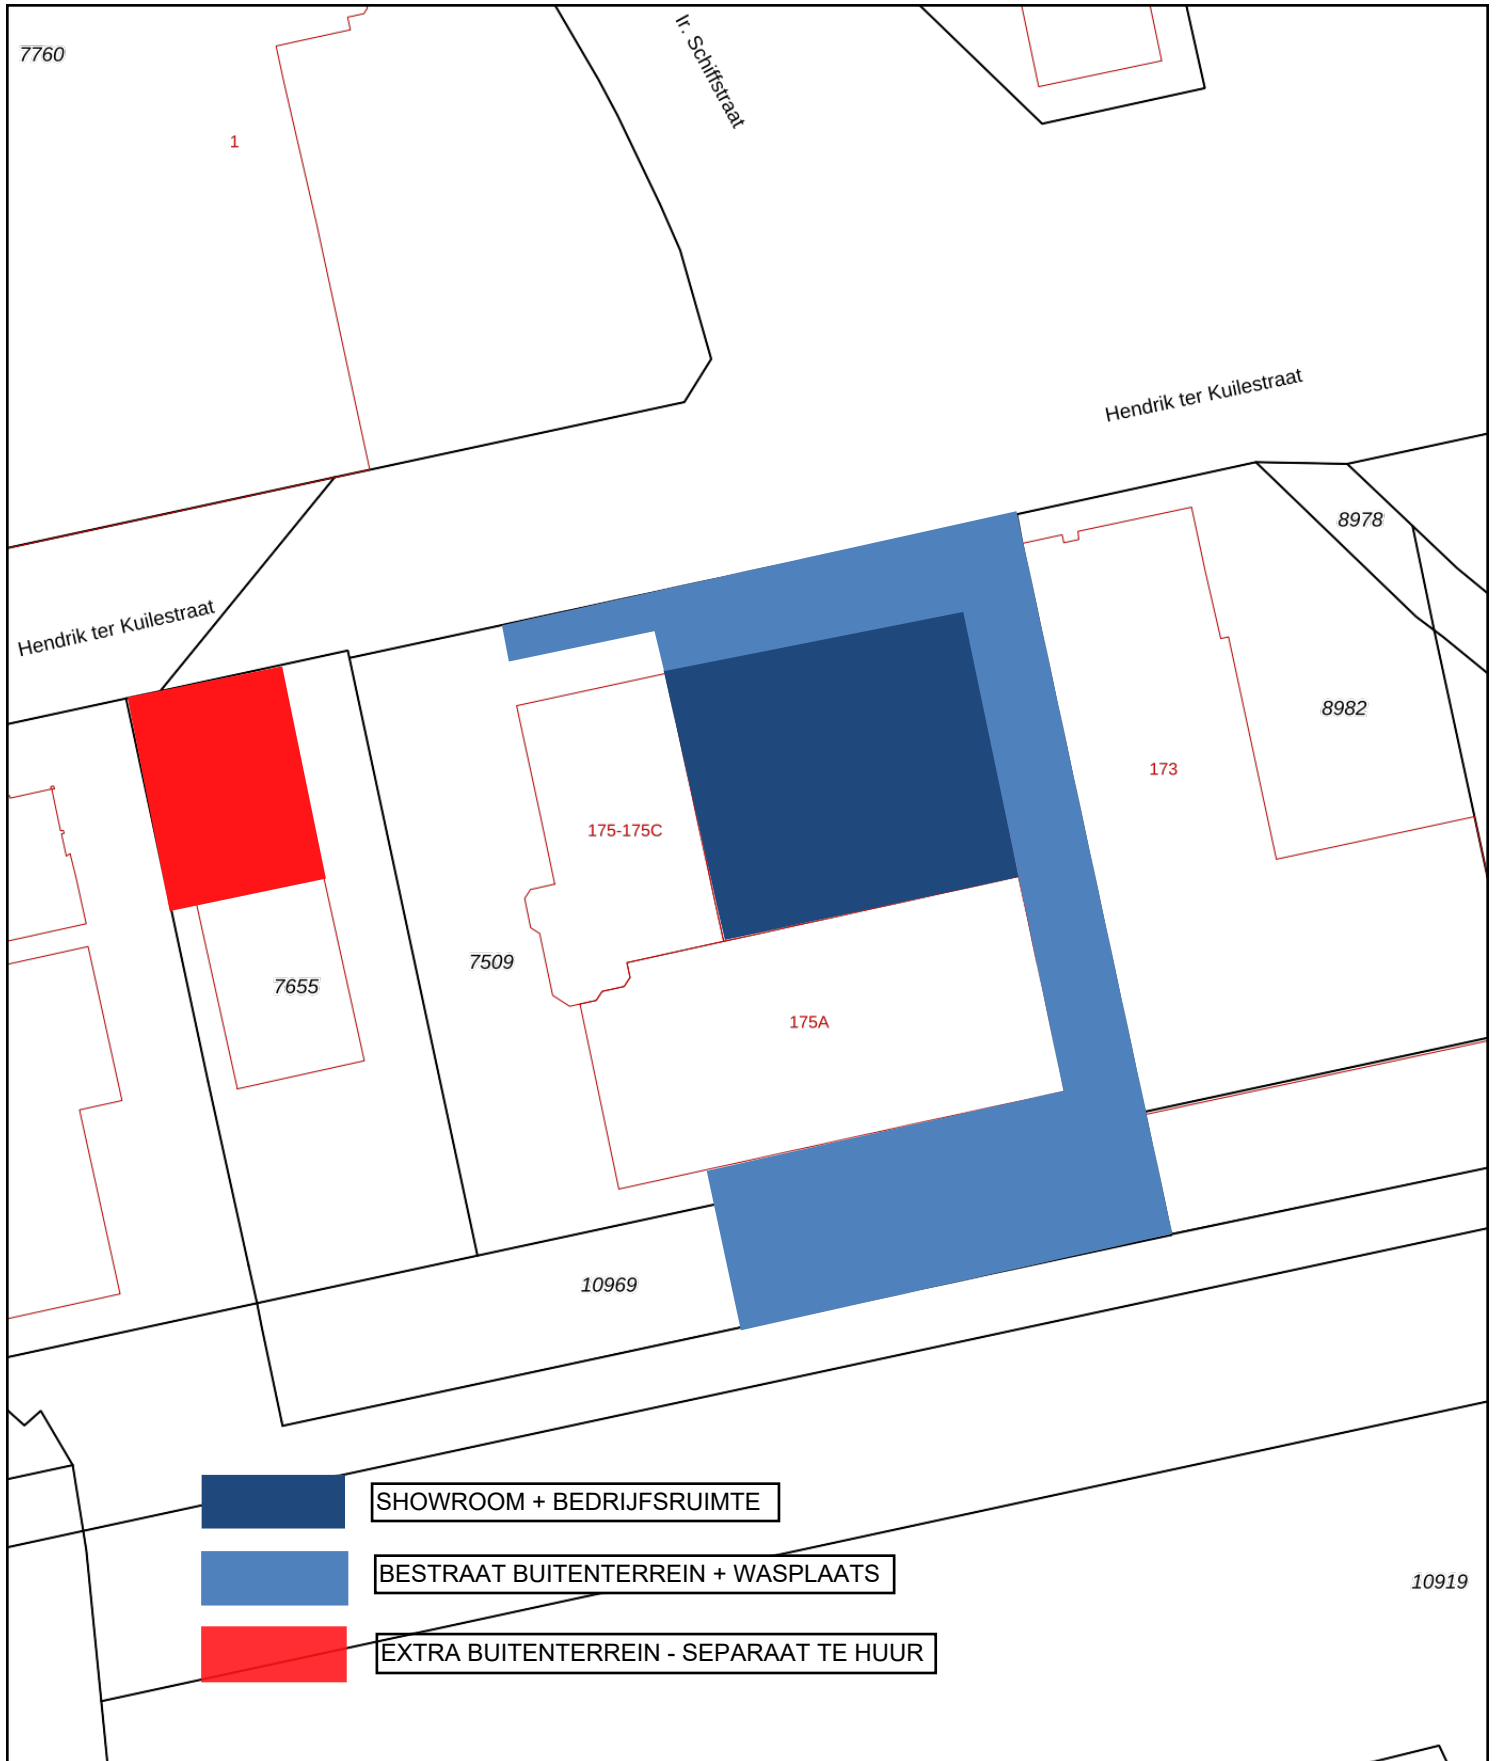 7760
Ir. Schiffstraat
1
Hendrik ter Kuilestraat
8978
Hendrik ter Kuilestraat
8982
173
175-175C
7509
7655
175A
10969
SHOWROOM + BEDRIJFSRUIMTE
BESTRAAT BUITENTERREIN + WASPLAATS
10919
EXTRA BUITENTERREIN - SEPARAAT TE HUUR